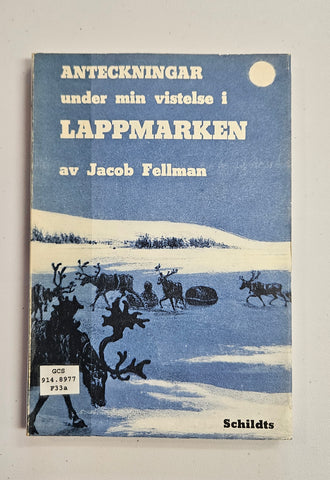 ANTECKNINGAR
under min vistelse i
LAPPMARKEN
av Jacob Fellman
GCS
914.8977
F33a
Schildts